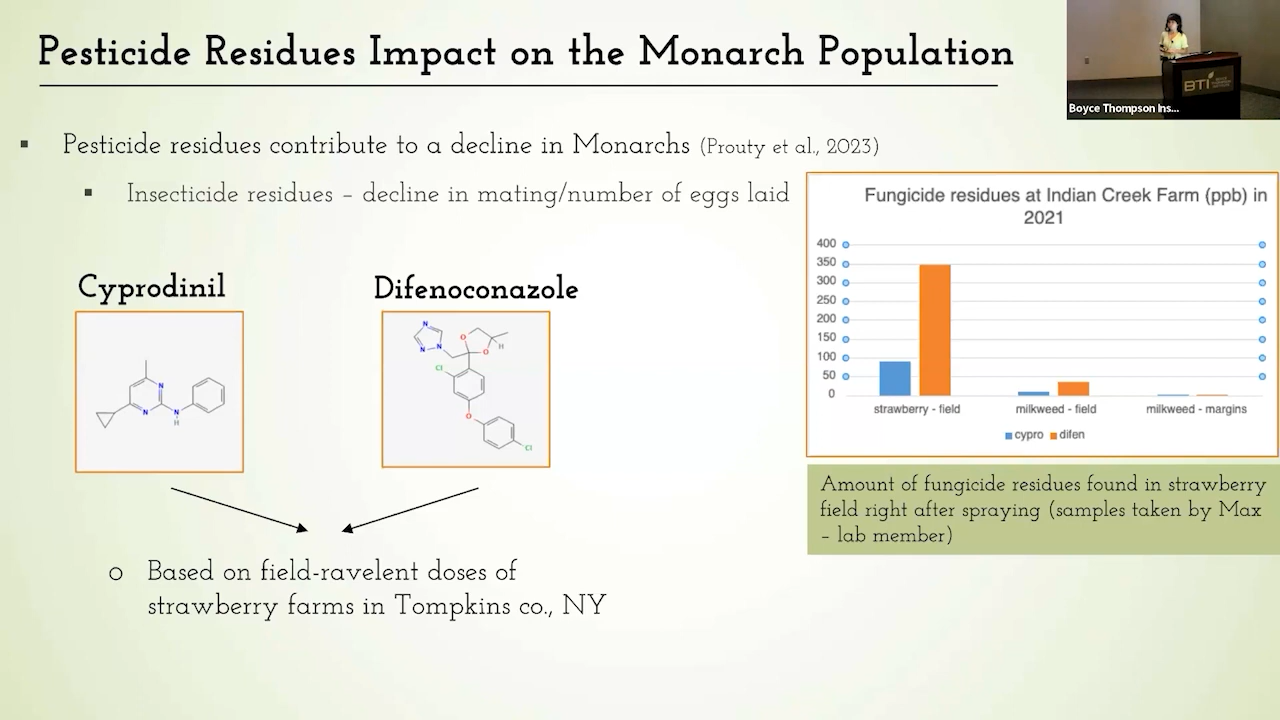 Pesticide Residues Impact on the Monarch Population
BTI
Boyce Thompson Ins...
▪ Pesticide residues contribute to a decline in Monarchs (Prouty et al., 2023)
▪ Insecticide residues – decline in mating/number of eggs laid
Cyprodinil
N
N
N
H
Difenoconazole
N
N
N
O
O
H
Cl
O
Cl
o Based on field-ravelent doses of
strawberry farms in Tompkins co., NY
Fungicide residues at Indian Creek Farm (ppb) in
2021
400
350
300
250
200
150
100
50
0
strawberry - field milkweed - field milkweed - margins
cypro difen
Amount of fungicide residues found in strawberry
field right after spraying (samples taken by Max
– lab member)